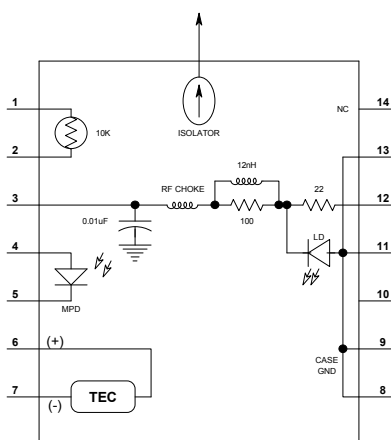 ISOLATOR
1
10K
2
3
0.01uF
RF CHOKE
12nH
100
22
LD
4
5
MPD
6
(+)
7
(-)
TEC
NC
14
13
12
11
10
9
CASE
GND
8